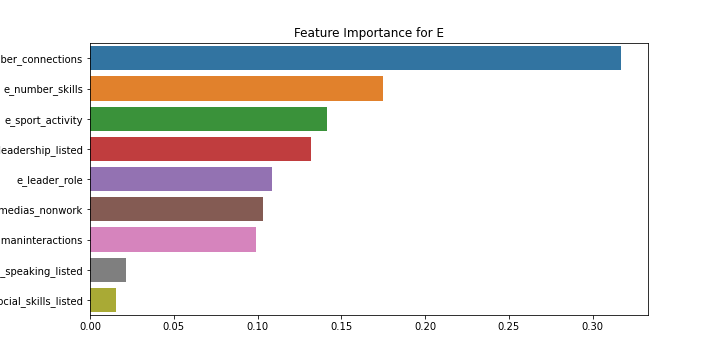 Feature Importance for E
ber_connections
e_number_skills
e_sport_activity
leadership_listed
e_leader_role
medias_nonwork
maninteractions
_speaking_listed
ocial_skills_listed
0.00 0.05 0.10 0.15 0.20 0.25 0.30